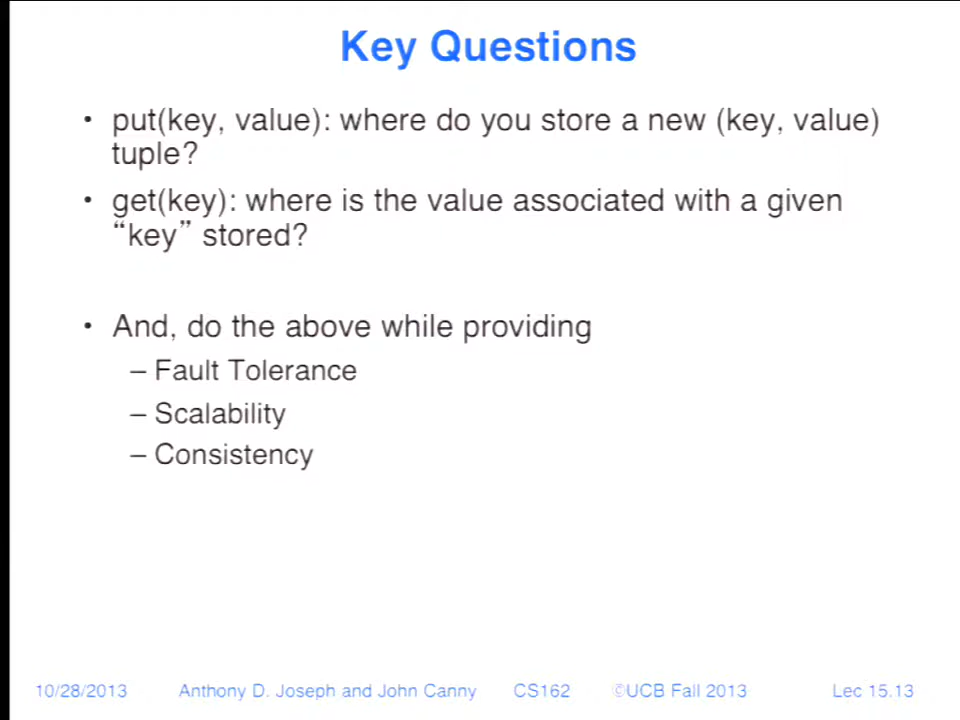 Key Questions
• put(key, value): where do you store a new (key, value)
tuple?
• get(key): where is the value associated with a given
“key” stored?
• And, do the above while providing
– Fault Tolerance
– Scalability
– Consistency
10/28/2013 Anthony D. Joseph and John Canny CS162 ©UCB Fall 2013 Lec 15.13